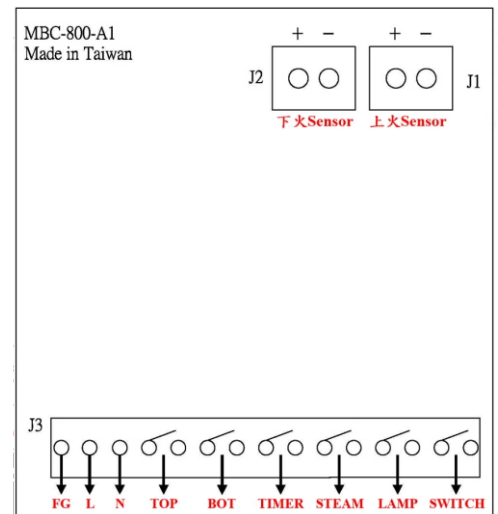 MBC-800-A1
Made in Taiwan
+ − + −
J2 J1
下火Sensor 上火Sensor
J3
FG L N TOP BOT TIMER STEAM LAMP SWITCH